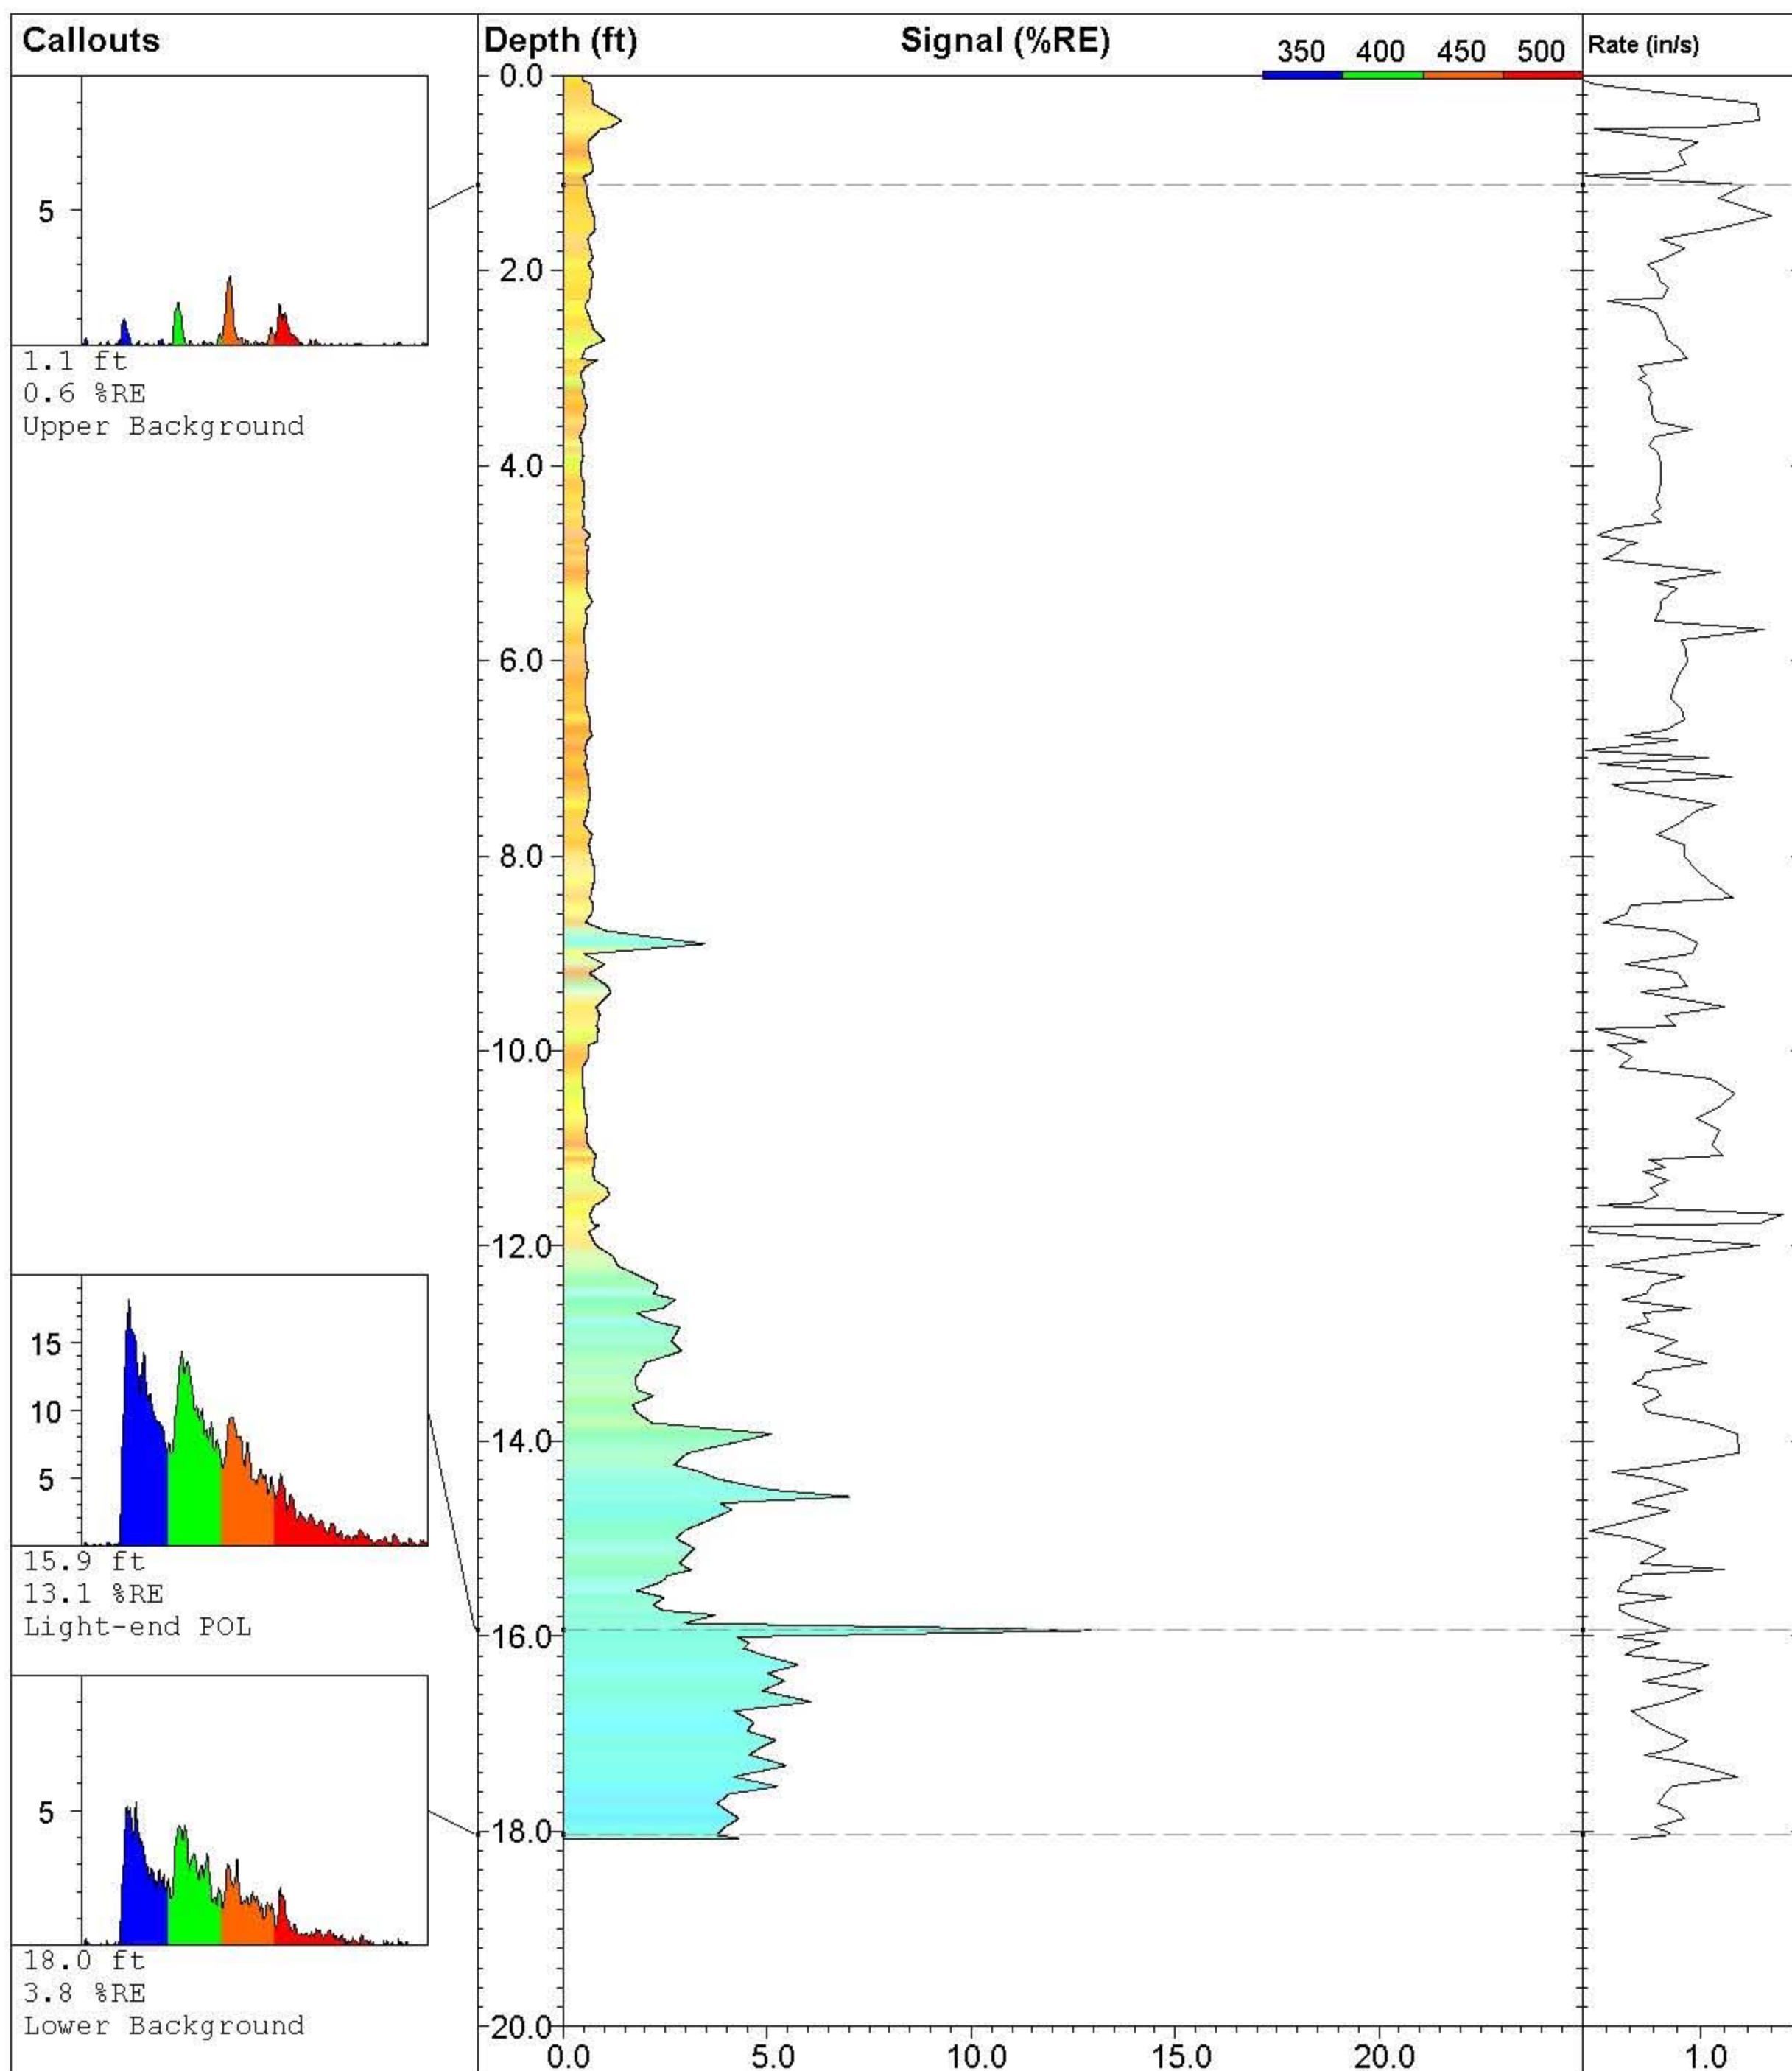 Callouts
Depth (ft)
Signal (%RE)
350 400 450 500
Rate (in/s)
0.0
2.0
4.0
6.0
8.0
10.0
12.0
14.0
16.0
18.0
20.0
5
1.1 ft
0.6 %RE
Upper Background
15
10
5
15.9 ft
13.1 %RE
Light-end POL
5
18.0 ft
3.8 %RE
Lower Background
0.0 5.0 10.0 15.0 20.0 1.0